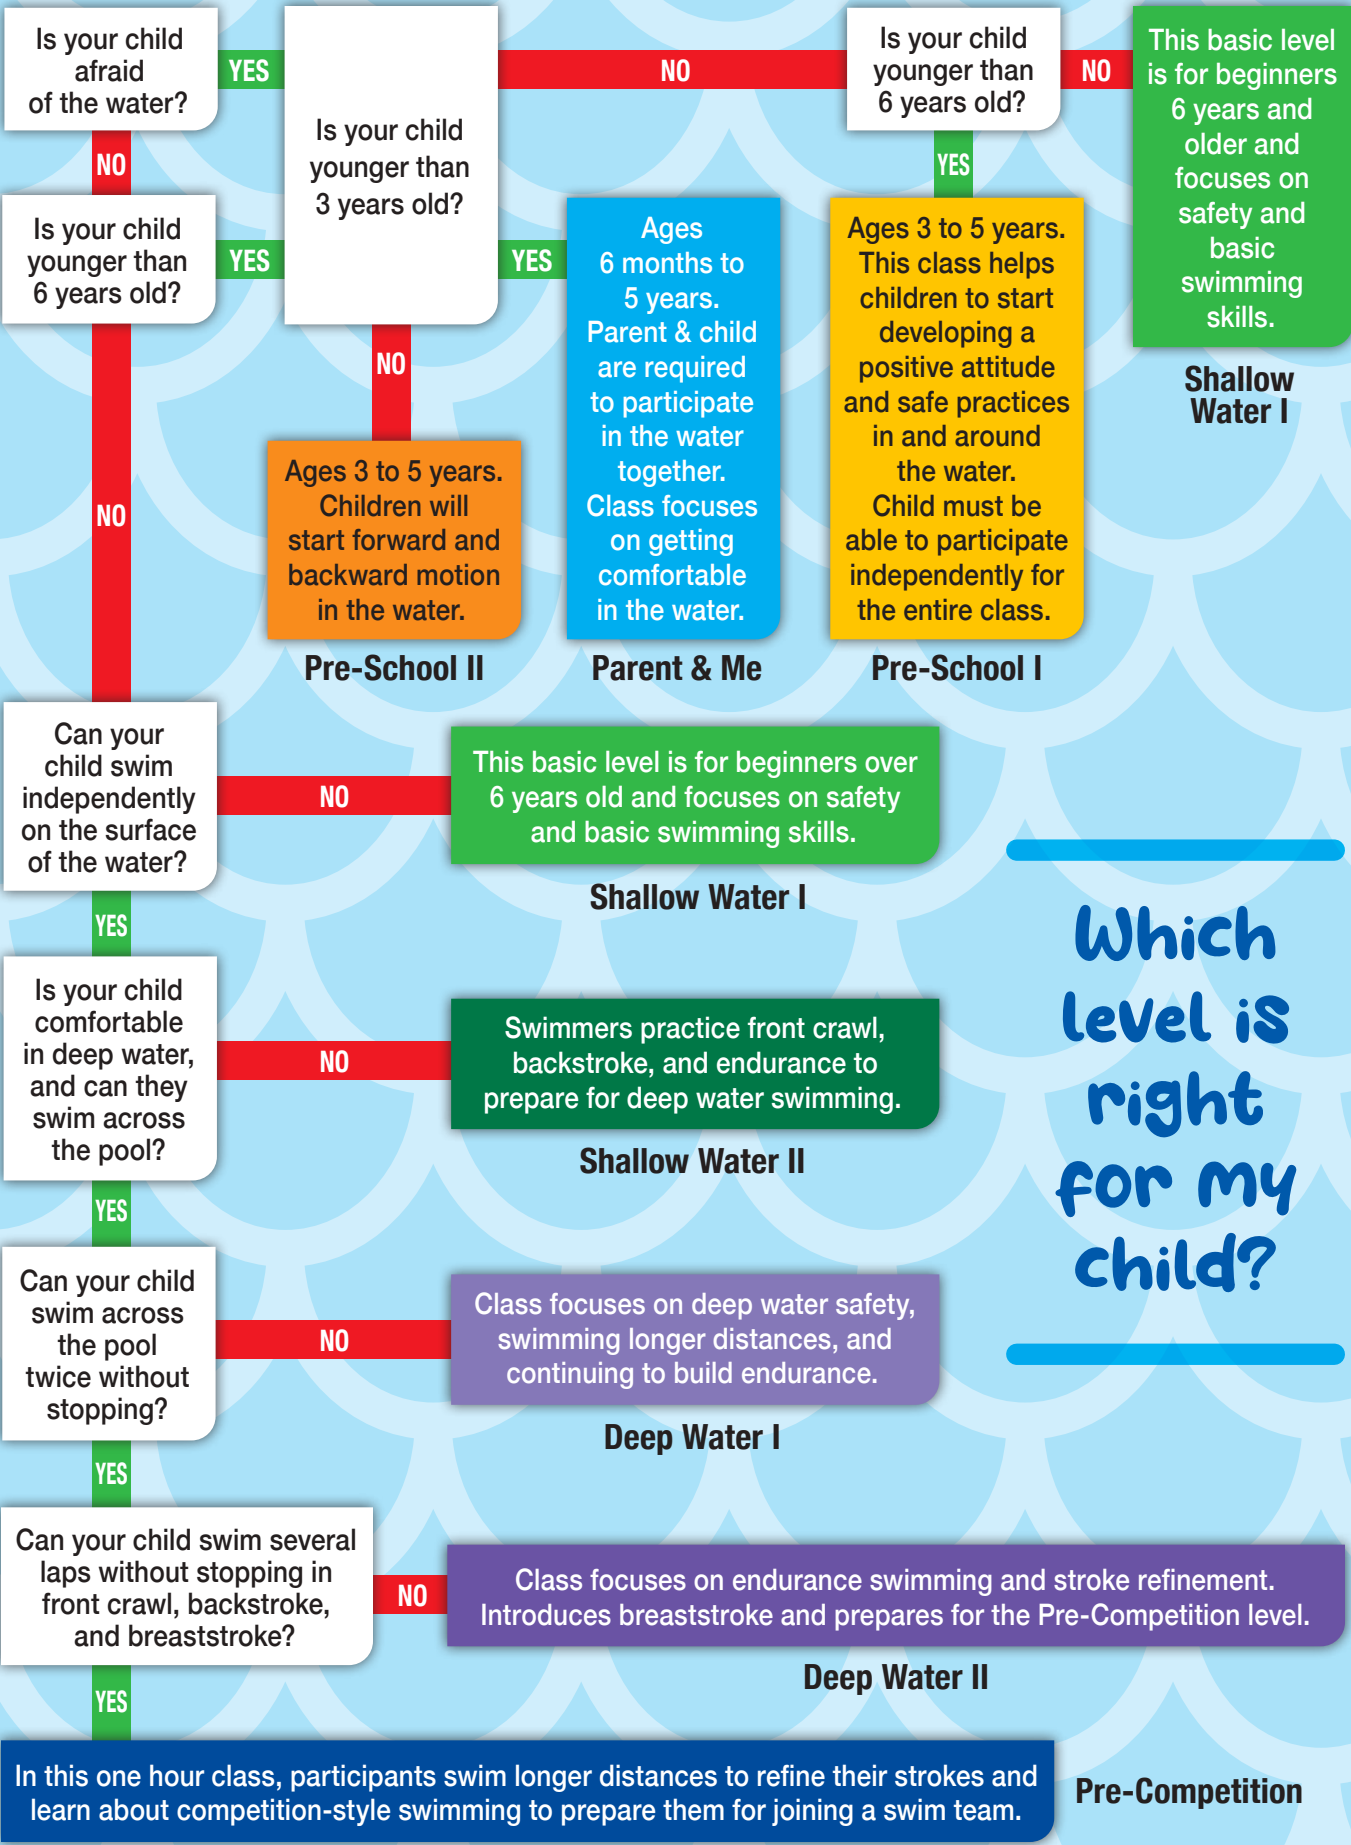 Is your child
afraid
of the water?
YES
NO
Is your child
younger than
3 years old?
NO
Is your child
younger than
6 years old?
NO
YES
This basic level
is for beginners
6 years and
older and
focuses on
safety and
basic
swimming
skills.
Shallow
Water I
Is your child
younger than
6 years old?
YES
NO
YES
NO
Ages 3 to 5 years.
Children will
start forward and
backward motion
in the water.
Pre-School II
Ages
6 months to
5 years.
Parent & child
are required
to participate
in the water
together.
Class focuses
on getting
comfortable
in the water.
Parent & Me
Ages 3 to 5 years.
This class helps
children to start
developing a
positive attitude
and safe practices
in and around
the water.
Child must be
able to participate
independently for
the entire class.
Pre-School I
Can your
child swim
independently
on the surface
of the water?
NO
This basic level is for beginners over
6 years old and focuses on safety
and basic swimming skills.
Shallow Water I
YES
Is your child
comfortable
in deep water,
and can they
swim across
the pool?
NO
Swimmers practice front crawl,
backstroke, and endurance to
prepare for deep water swimming.
Shallow Water II
YES
Can your child
swim across
the pool
twice without
stopping?
NO
Class focuses on deep water safety,
swimming longer distances, and
continuing to build endurance.
Deep Water I
Which
level is
right
for my
child?
YES
Can your child swim several
laps without stopping in
front crawl, backstroke,
and breaststroke?
NO
Class focuses on endurance swimming and stroke refinement.
Introduces breaststroke and prepares for the Pre-Competition level.
Deep Water II
YES
In this one hour class, participants swim longer distances to refine their strokes and
learn about competition-style swimming to prepare them for joining a swim team.
Pre-Competition